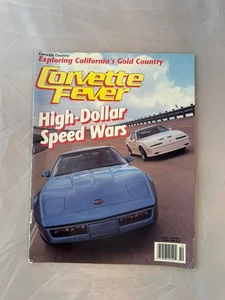 Corvette Country:
Exploring California's Gold Country
Corvette
Fever
High-Dollar
Speed Wars